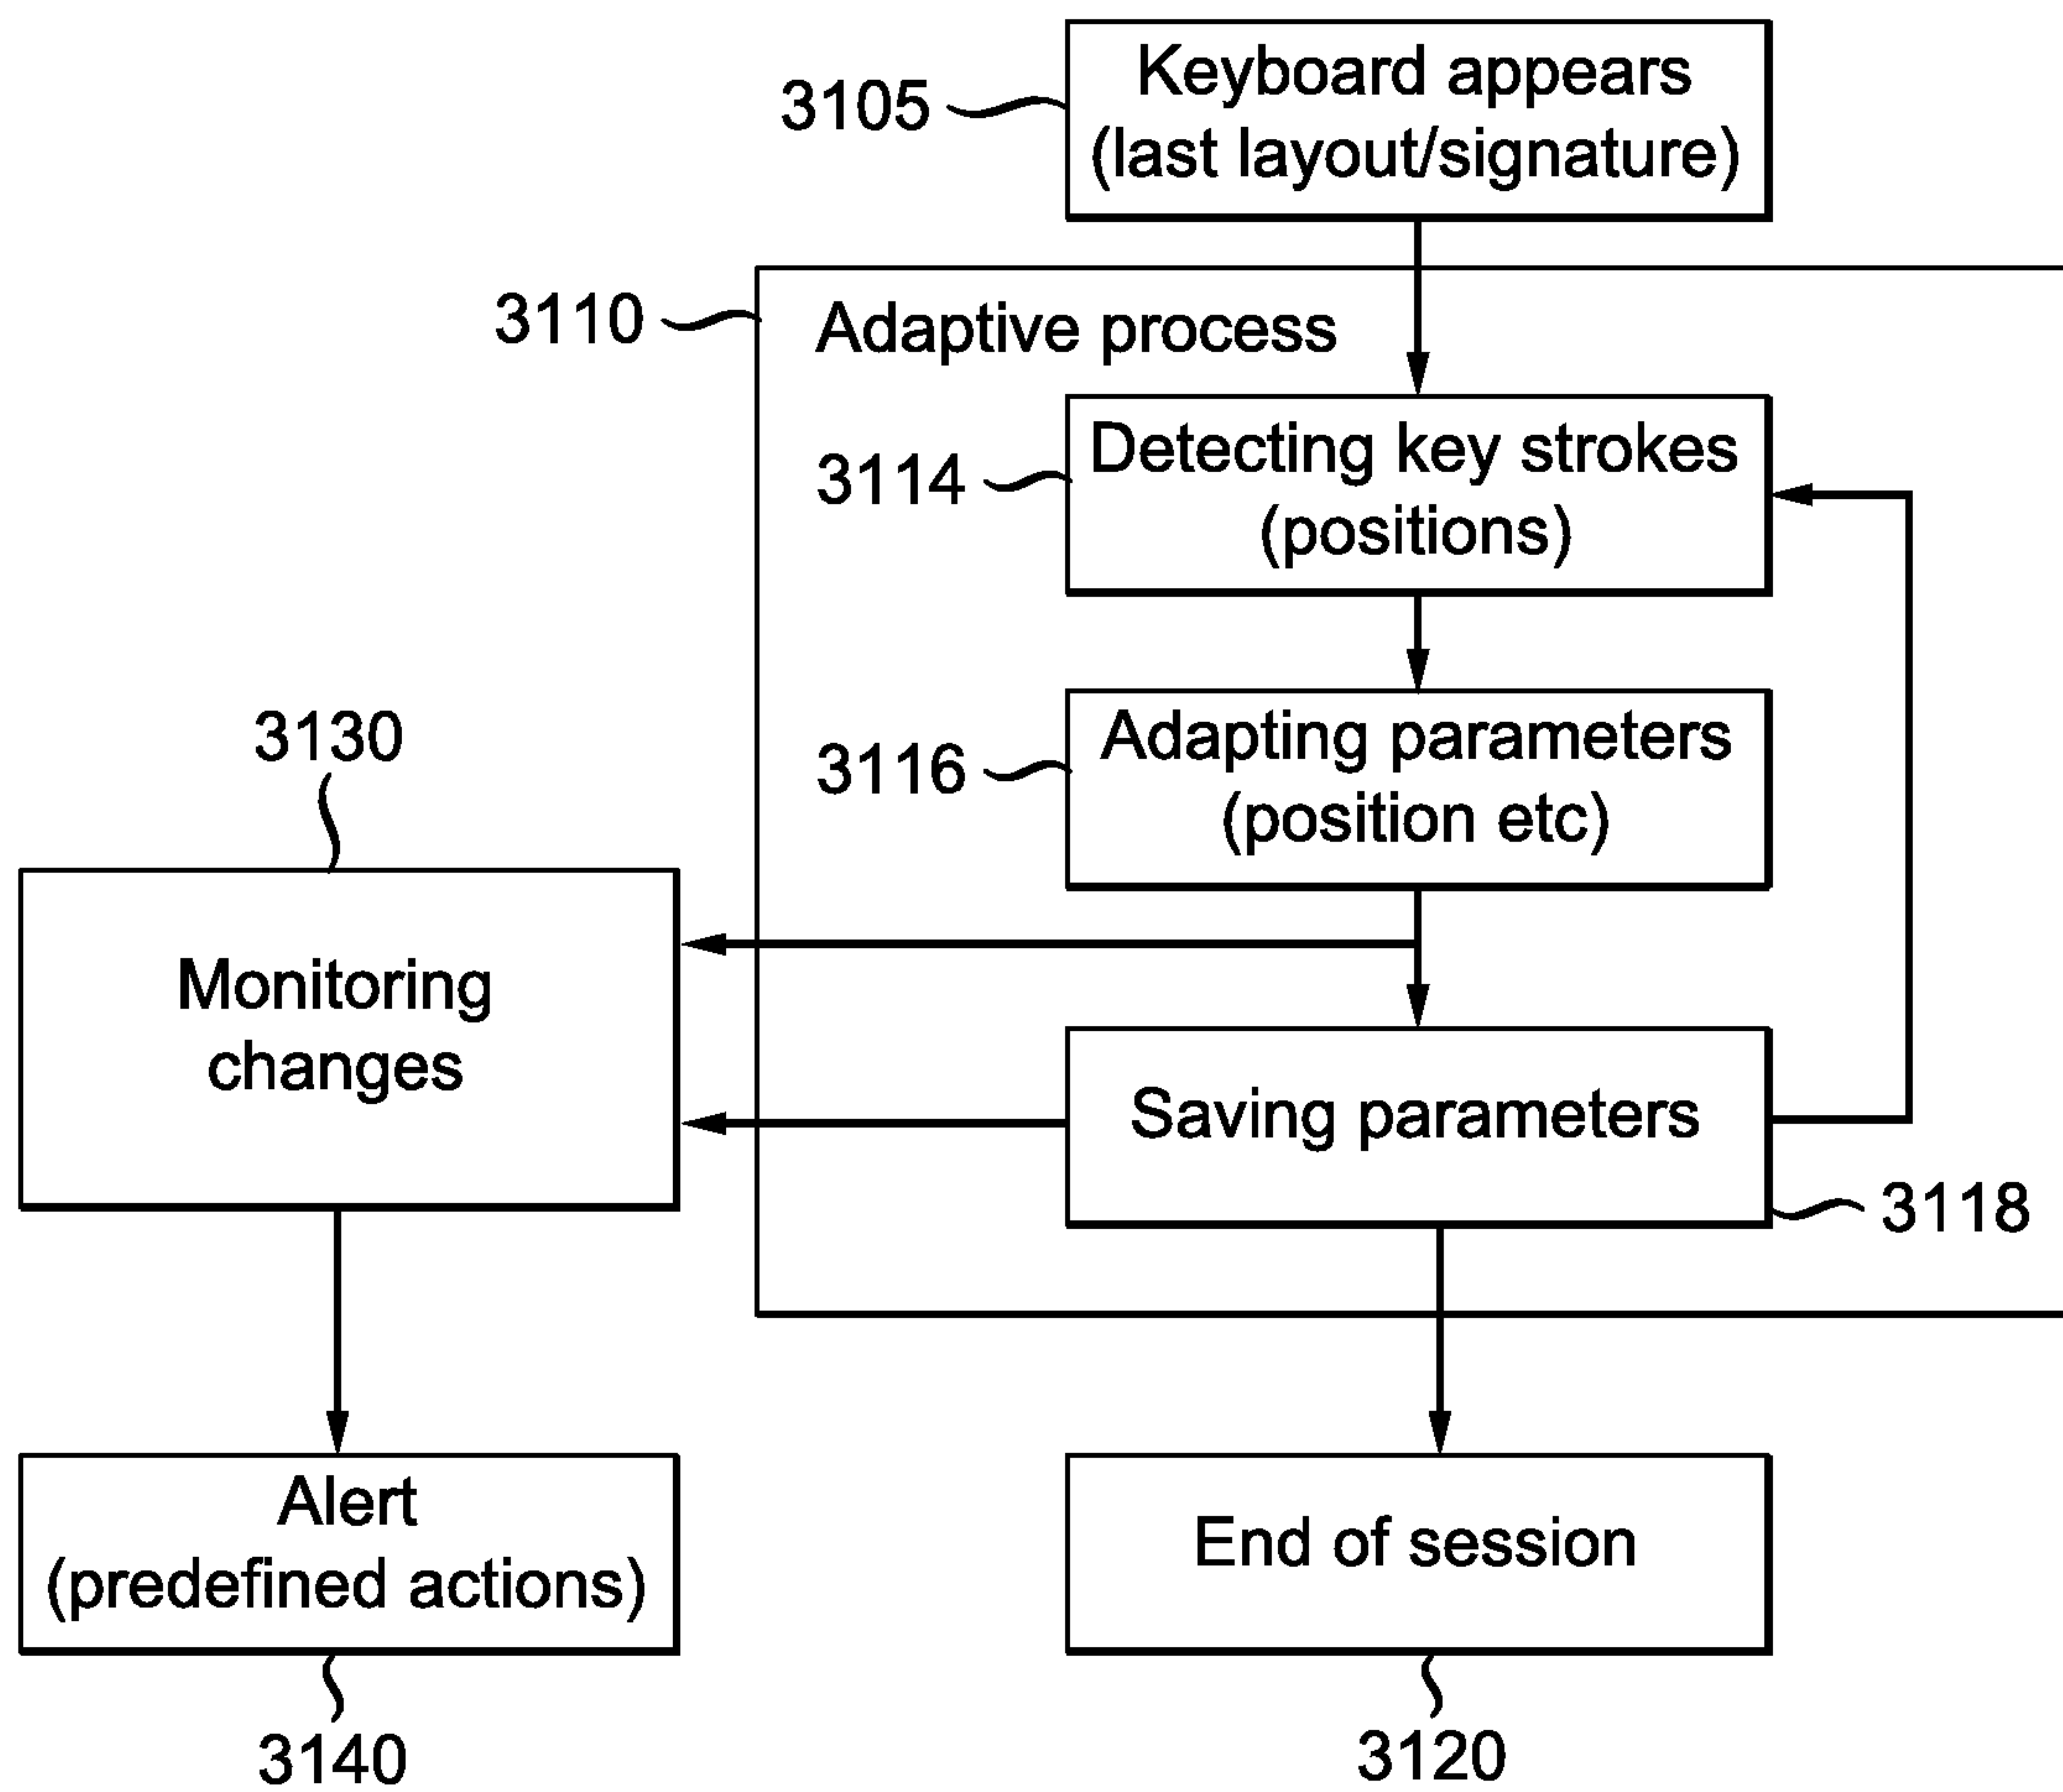 3105
Keyboard appears
(last layout/signature)
3110
Adaptive process
3114
Detecting key strokes
(positions)
3116
Adapting parameters
(position etc)
3130
Monitoring
changes
Saving parameters
3118
Alert
(predefined actions)
End of session
3140
3120